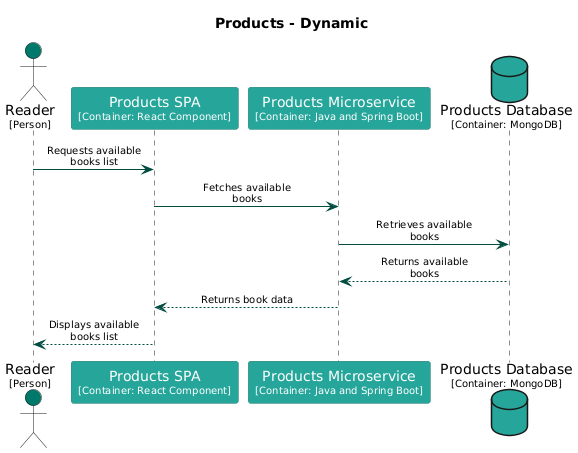 Products - Dynamic
Reader
[Person]
Products SPA
[Container: React Component]
Products Microservice
[Container: Java and Spring Boot]
Products Database
[Container: MongoDB]
Requests available
books list
Fetches available
books
Retrieves available
books
Returns available
books
Returns book data
Displays available
books list
Reader
[Person]
Products SPA
[Container: React Component]
Products Microservice
[Container: Java and Spring Boot]
Products Database
[Container: MongoDB]